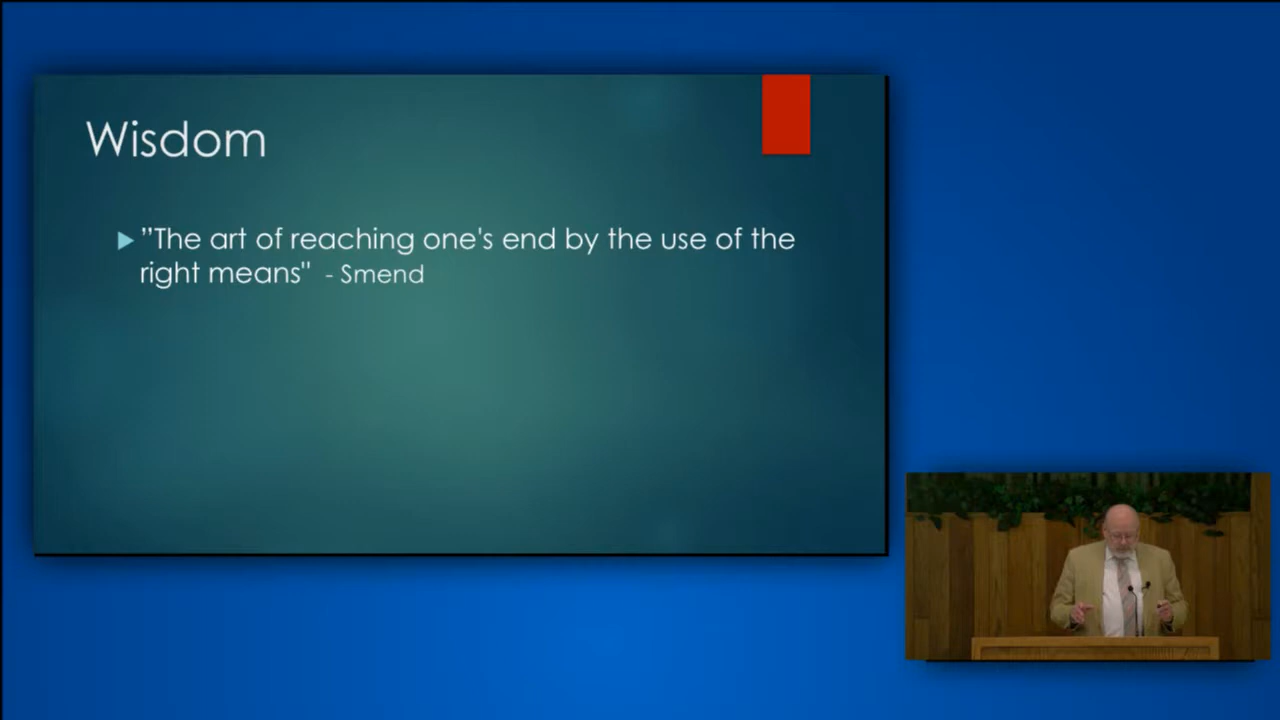 Wisdom
”The art of reaching one's end by the use of the
right means" - Smend